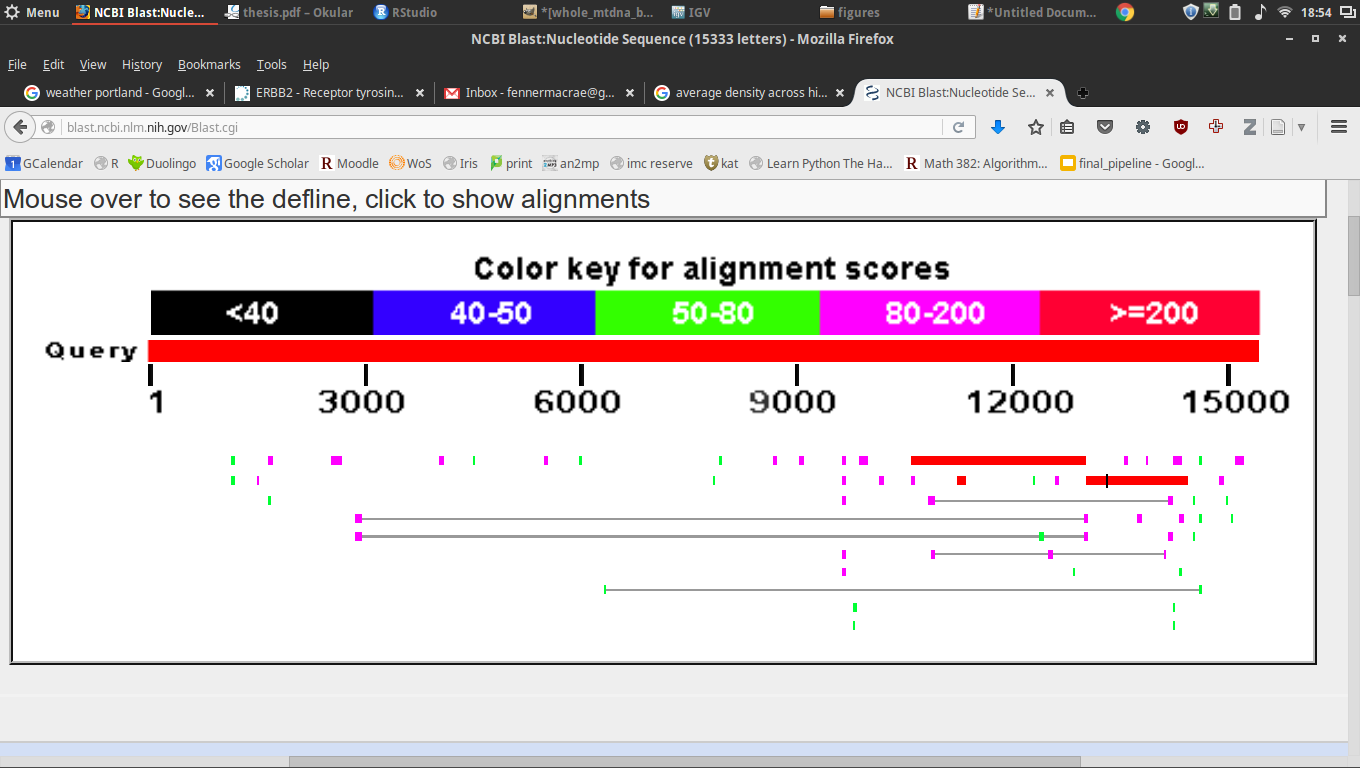 Menu NCBI Blast:Nucle... thesis.pdf – Okular RStudio *[whole_mtdna_b... IGV figures *Untitled Docum... 18:54
NCBI Blast:Nucleotide Sequence (15333 letters) - Mozilla Firefox
File Edit View History Bookmarks Tools Help
weather portland - Googl... ERBB2 - Receptor tyrosin... Inbox - fennermacrae@g... average density across hi... NCBI Blast:Nucleotide Se...
blast.ncbi.nlm.nih.gov/Blast.cgi
GCalendar R Duolingo Google Scholar Moodle WoS Iris print an2mp imc reserve kat Learn Python The Ha... Math 382: Algorithm... final_pipeline - Googl...
Mouse over to see the defline, click to show alignments
Color key for alignment scores
<40 40-50 50-80 80-200 >=200
Query
1 3000 6000 9000 12000 15000